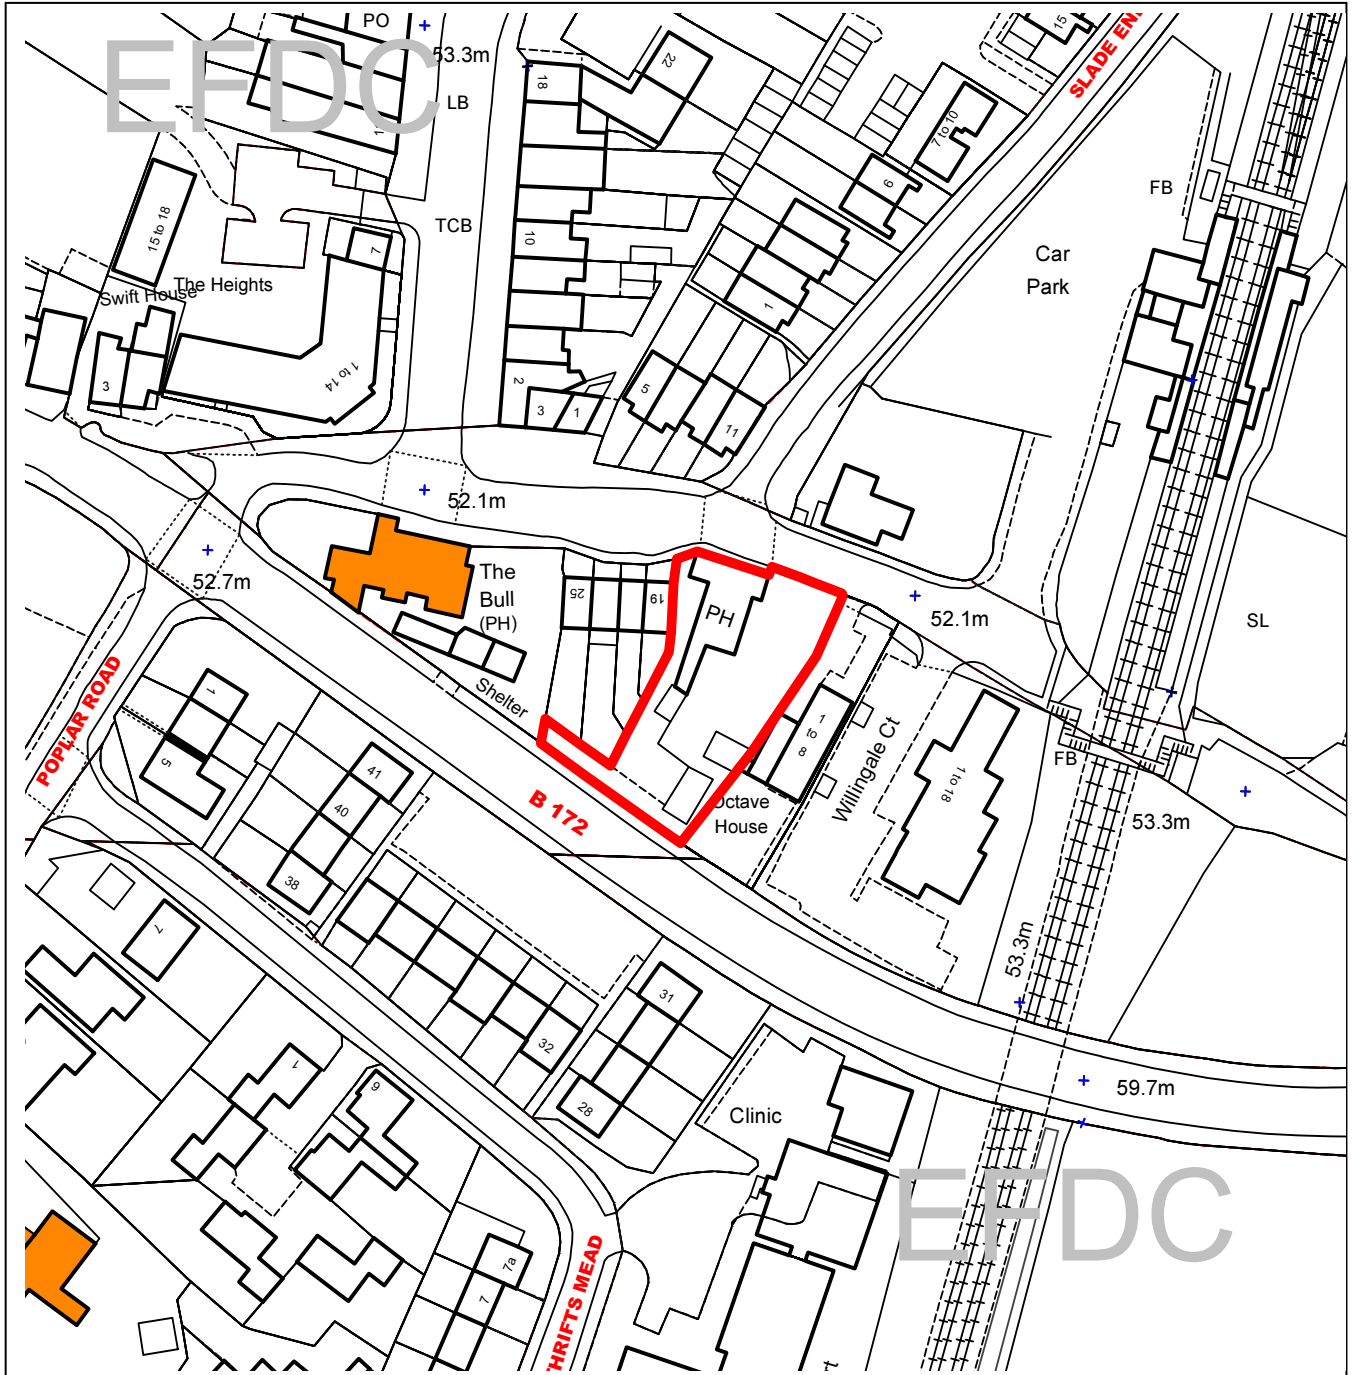 PO
EFDC
53.3m
LB
18
22
15
SLADE EN
7 to 10
6
FB
TCB
15 to 18
7
10
Car
Park
The Heights
Swift House
1
3
1 to 14
2
3
1
5
11
52.1m
52.7m
The
Bull
(PH)
25
19
PH
52.1m
SL
Shelter
POPLAR ROAD
1
5
41
40
38
B 172
1
to
8
Octave
House
Willingale Ct
1 to 18
FB
53.3m
7
53.3m
31
32
28
1
9
59.7m
Clinic
EFDC
7a
7
THRIFTS MEAD